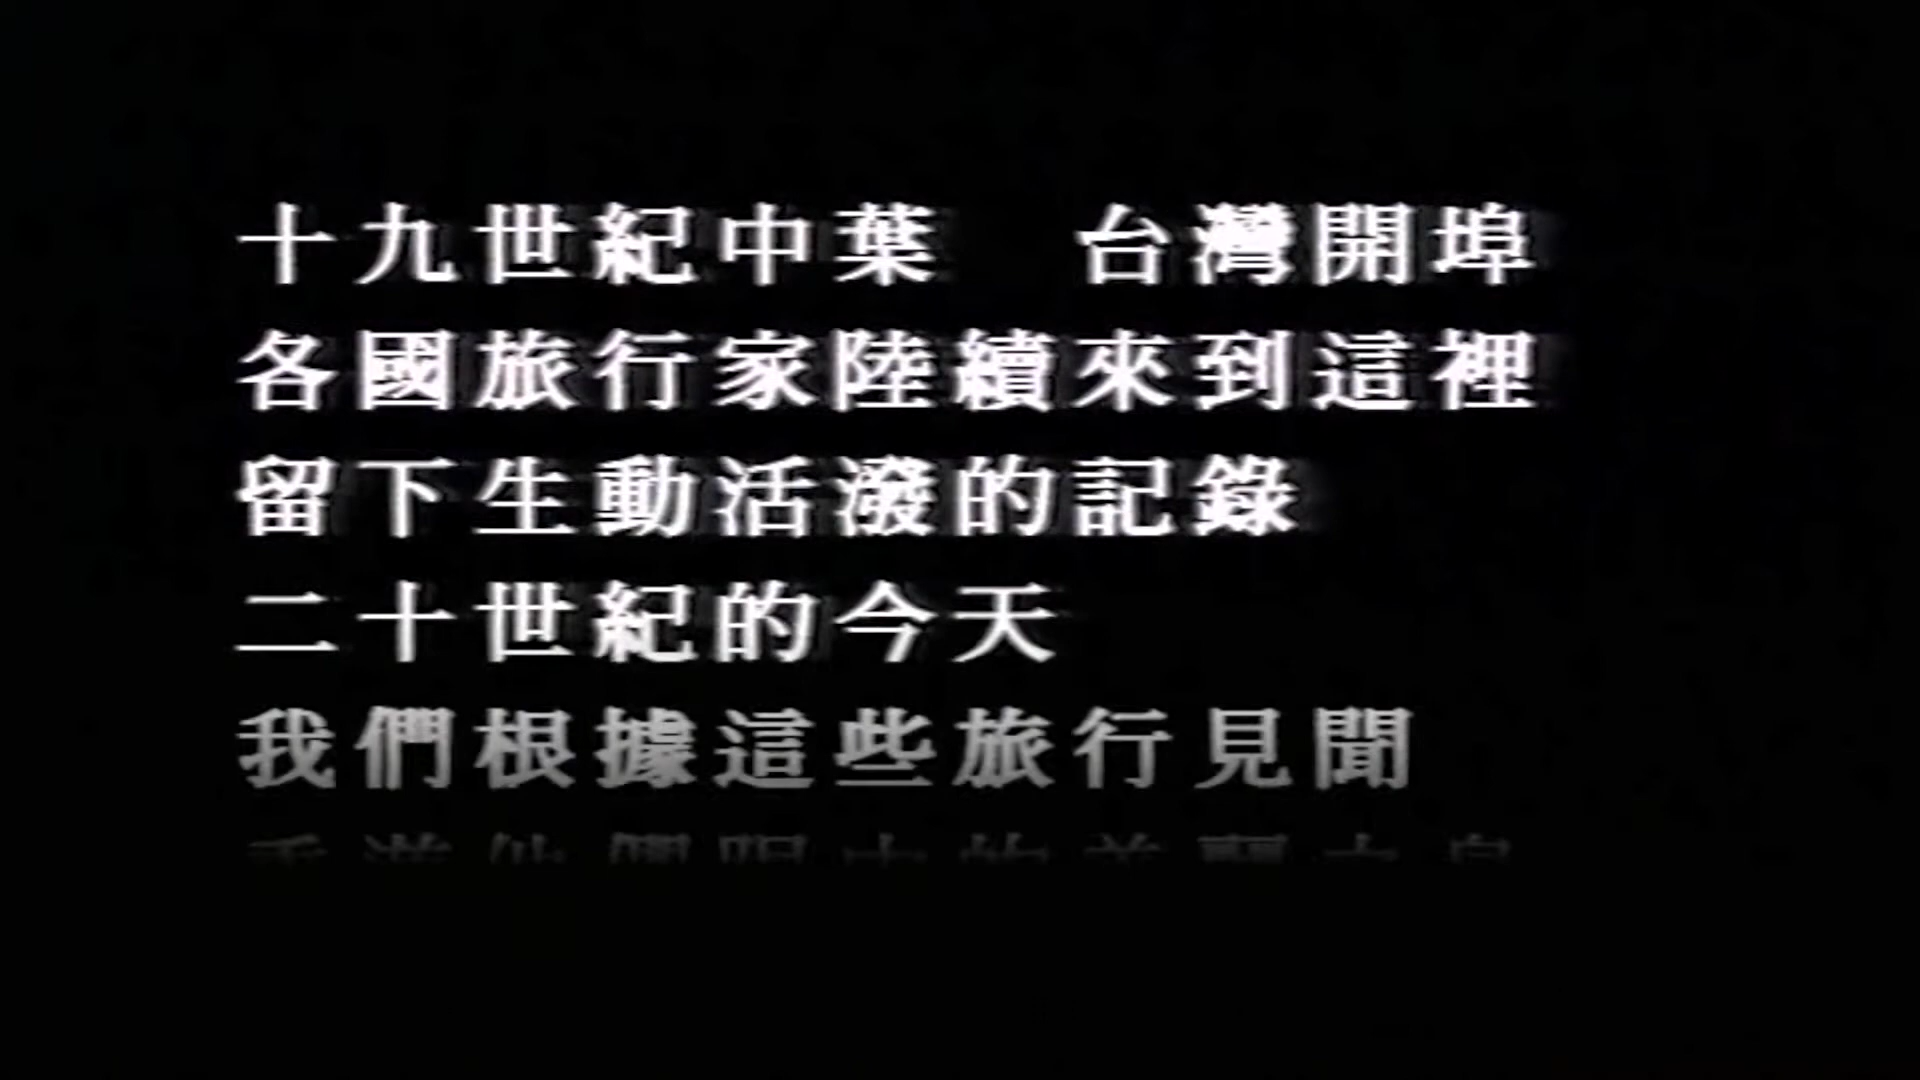 十九世紀中葉　台灣開埠
各國旅行家陸續來到這裡
留下生動活潑的記錄
二十世紀的今天
我們根據這些旅行見聞